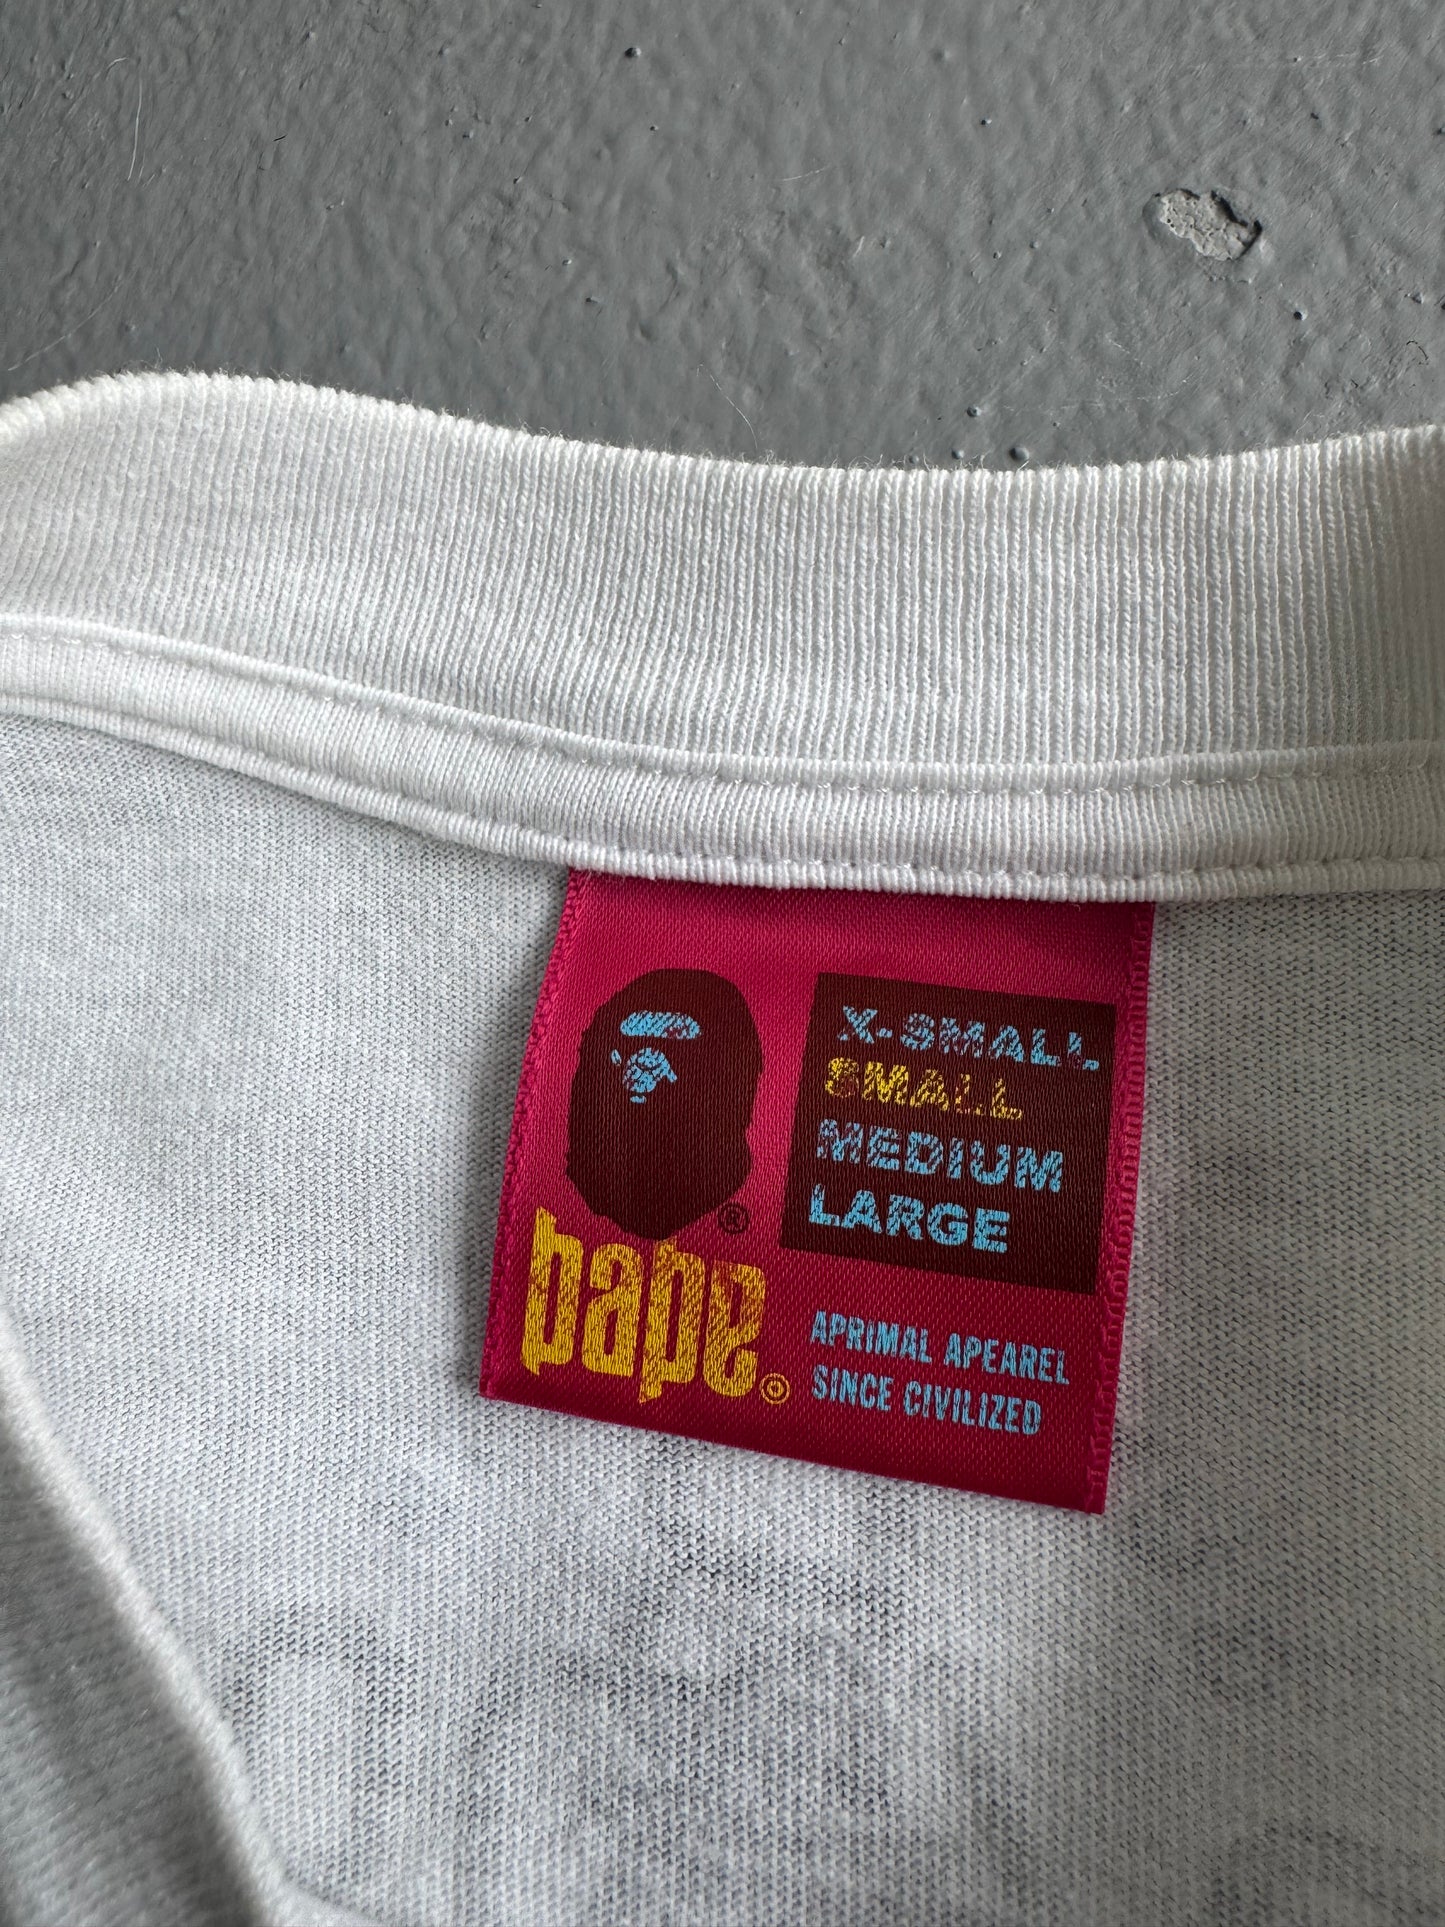 X-SMALL
SMALL
MEDIUM
LARGE
®
bape®
APRIMAL APEAREL
SINCE CIVILIZED